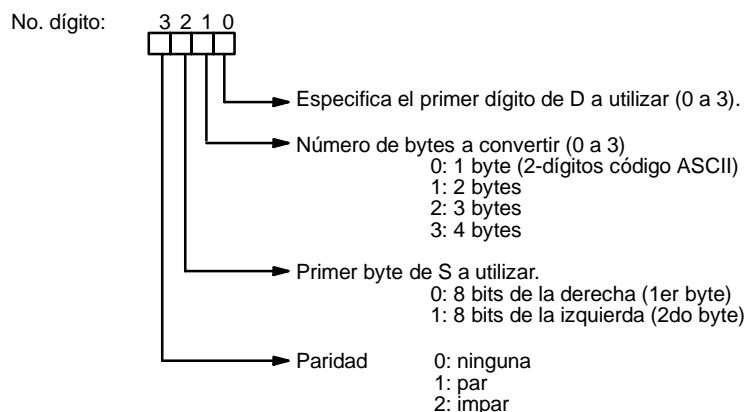 No. dígito: 3 2 1 0
Especifica el primer dígito de D a utilizar (0 a 3).
Número de bytes a convertir (0 a 3)
0: 1 byte (2-dígitos código ASCII)
1: 2 bytes
2: 3 bytes
3: 4 bytes
Primer byte de S a utilizar.
0: 8 bits de la derecha (1er byte)
1: 8 bits de la izquierda (2do byte)
Paridad 0: ninguna
1: par
2: impar